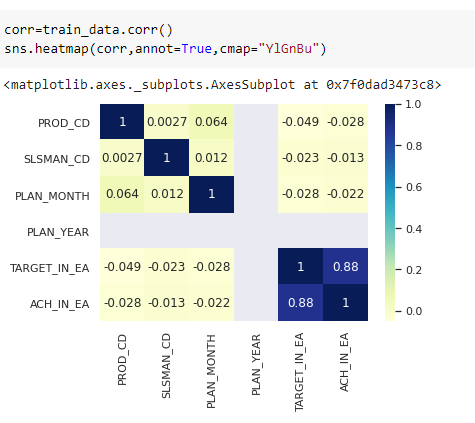 corr=train_data.corr()
sns.heatmap(corr,annot=True,cmap="YlGnBu")
<matplotlib.axes._subplots.AxesSubplot at 0x7f0dad3473c8>
PROD_CD 1 0.0027 0.064 -0.049 -0.028
SLSMAN_CD 0.0027 1 0.012 -0.023 -0.013
PLAN_MONTH 0.064 0.012 1 -0.028 -0.022
PLAN_YEAR
TARGET_IN_EA -0.049 -0.023 -0.028 1 0.88
ACH_IN_EA -0.028 -0.013 -0.022 0.88 1
PROD_CD
SLSMAN_CD
PLAN_MONTH
PLAN_YEAR
TARGET_IN_EA
ACH_IN_EA
1.0
0.8
0.6
0.4
0.2
0.0